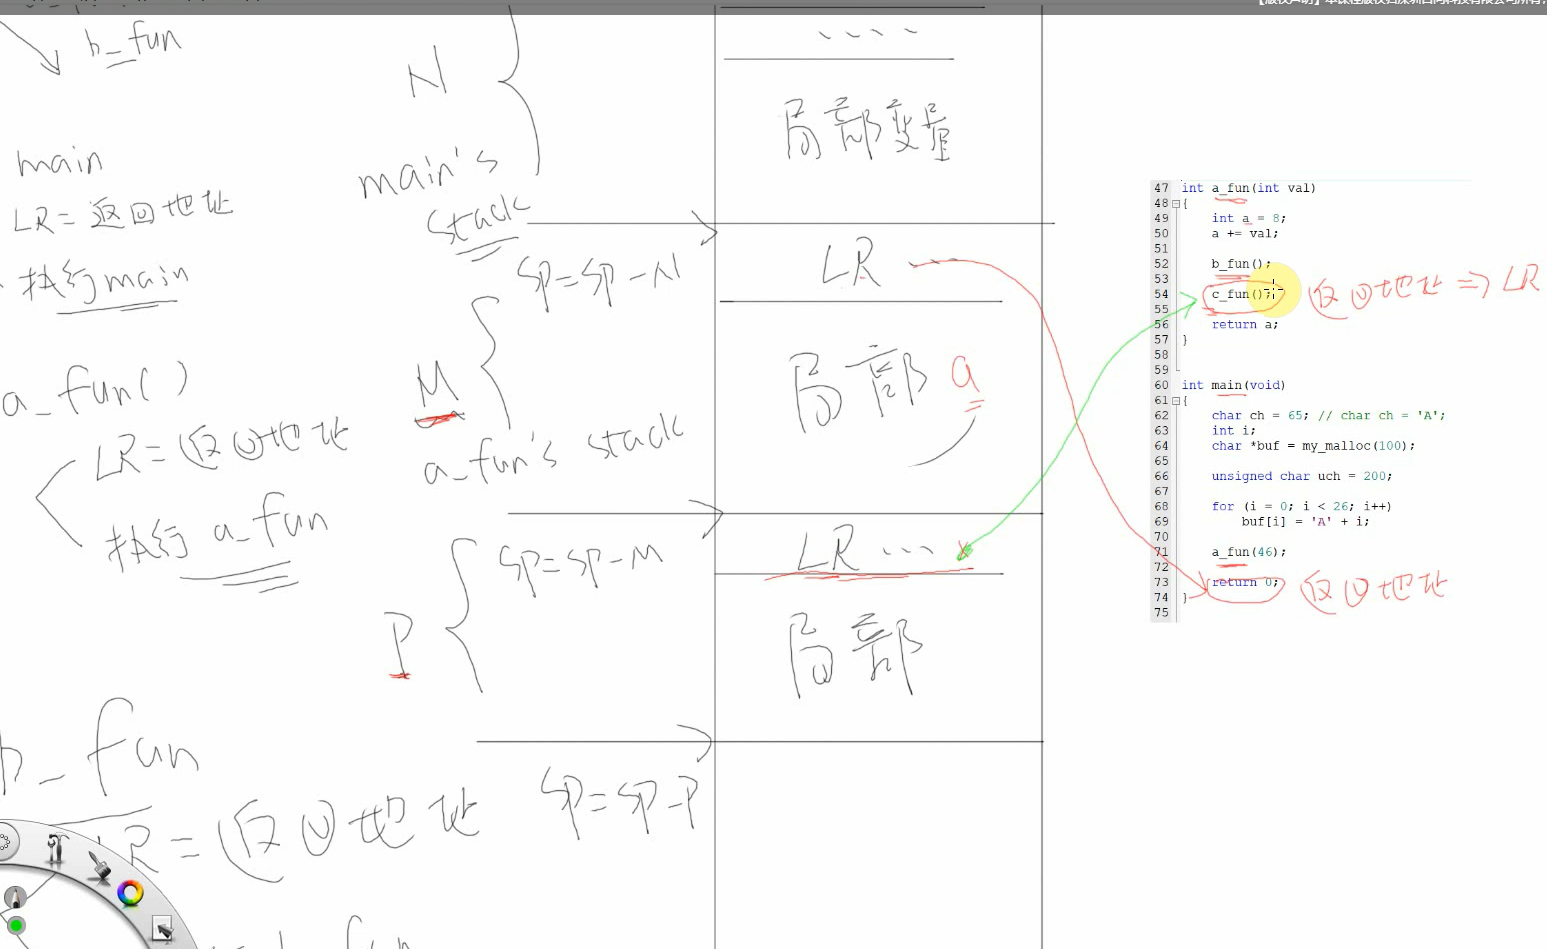 b_fun
N
局部变量
main
main's
stack
LR=返回地址
SP=SP-N
LR ...
执行main
M
局部 a
a_fun()
LR=返回地址
a_fun's stack
执行 a_fun
SP=SP-M
LR ...
P
局部
b_fun
SP=SP-P
LR=返回地址
47 int a_fun(int val)
48 {
49 int a = 8;
50 a += val;
51
52 b_fun();
53
54 c_fun(); 返回地址 => LR
55
56 return a;
57 }
58
59
60 int main(void)
61 {
62 char ch = 65; // char ch = 'A';
63 int i;
64 char *buf = my_malloc(100);
65
66 unsigned char uch = 200;
67
68 for (i = 0; i < 26; i++)
69 buf[i] = 'A' + i;
70
71 a_fun(46);
72
73 return 0; 返回地址
74 }
75